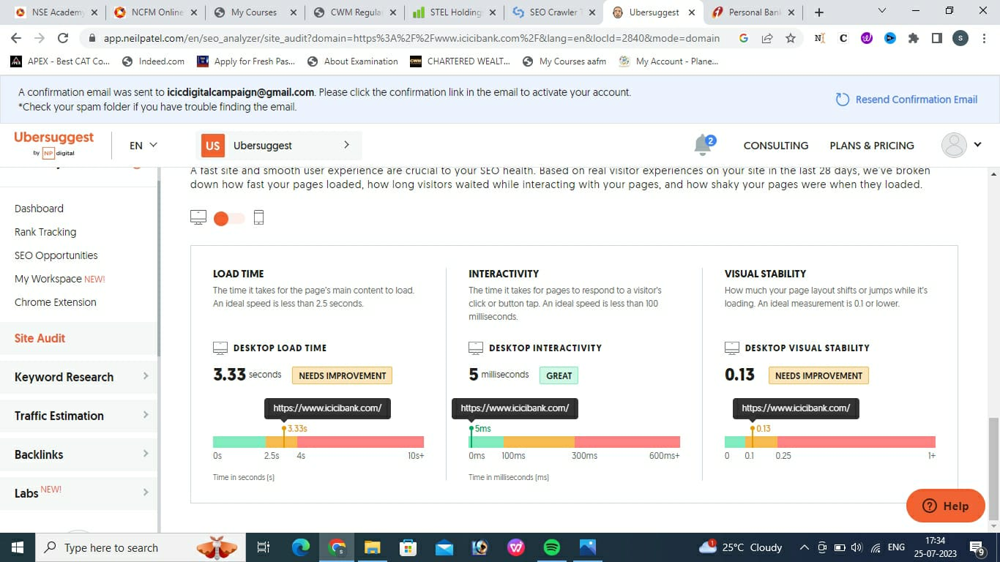 NSE Academy
NCFM Online
My Courses
CWM Regular
STEL Holding
SEO Crawler T
Ubersuggest
Personal Bank
app.neilpatel.com/en/seo_analyzer/site_audit?domain=https%3A%2F%2Fwww.icicibank.com%2F&lang=en&locId=2840&mode=domain
APEX - Best CAT Co...
Indeed.com
Apply for Fresh Pas...
About Examination
CHARTERED WEALT...
My Courses aafm
My Account - Plane...
A confirmation email was sent to icicdigitalcampaign@gmail.com. Please click the confirmation link in the email to activate your account.
*Check your spam folder if you have trouble finding the email.
Resend Confirmation Email
Ubersuggest
by NP digital
EN
US Ubersuggest
2
CONSULTING
PLANS & PRICING
A fast site and smooth user experience are crucial to your SEO health. Based on real visitor experiences on your site in the last 28 days, we've broken
down how fast your pages loaded, how long visitors waited while interacting with your pages, and how shaky your pages were when they loaded.
Dashboard
Rank Tracking
SEO Opportunities
My Workspace NEW!
Chrome Extension
Site Audit
Keyword Research
Traffic Estimation
Backlinks
Labs NEW!
LOAD TIME
The time it takes for the page's main content to load.
An ideal speed is less than 2.5 seconds.
DESKTOP LOAD TIME
3.33 seconds NEEDS IMPROVEMENT
https://www.icicibank.com/
3.33s
0s 2.5s 4s 10s+
Time in seconds (s)
INTERACTIVITY
The time it takes for pages to respond to a visitor's
click or button tap. An ideal speed is less than 100
milliseconds.
DESKTOP INTERACTIVITY
5 milliseconds GREAT
https://www.icicibank.com/
5ms
0ms 100ms 300ms 600ms+
Time in milliseconds (ms)
VISUAL STABILITY
How much your page layout shifts or jumps while it's
loading. An ideal measurement is 0.1 or lower.
DESKTOP VISUAL STABILITY
0.13 NEEDS IMPROVEMENT
https://www.icicibank.com/
0.13
0 0.1 0.25 1+
Help
Type here to search
25°C Cloudy
ENG
17:34
25-07-2023
9